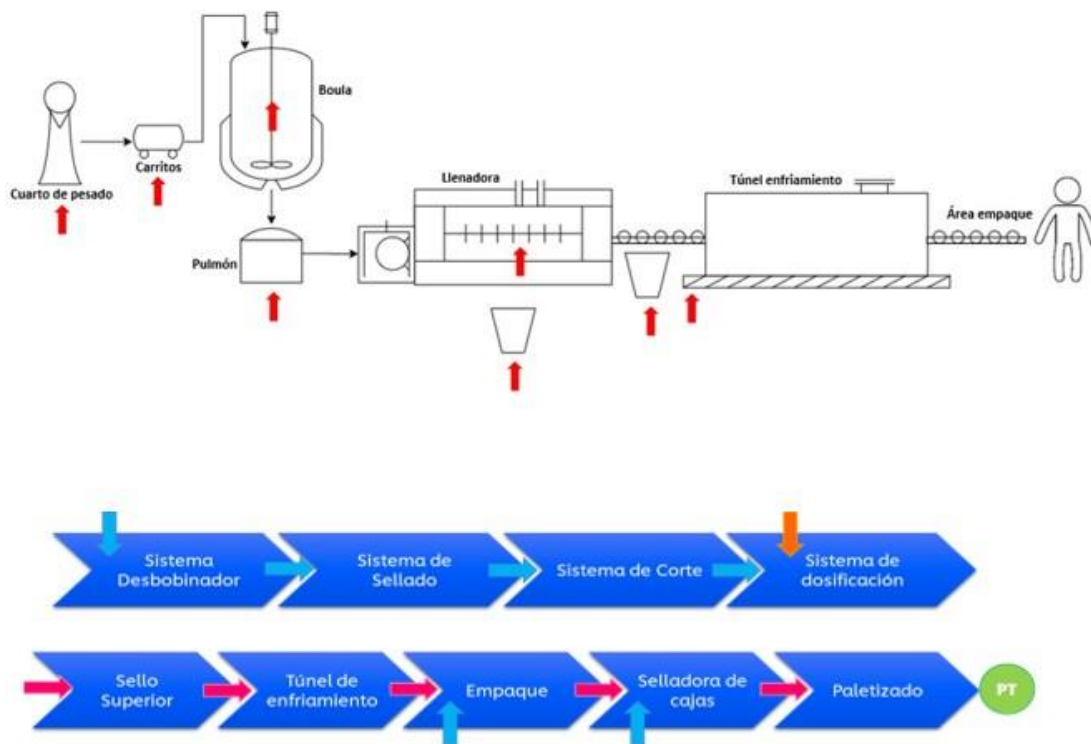 Boula
Carritos
Cuarto de pesado
Pulmón
Llenadora
Túnel enfriamiento
Área empaque
Sistema
Desbobinador
Sistema de
Sellado
Sistema de Corte
Sistema de
dosificación
Sello
Superior
Túnel de
enfriamiento
Empaque
Selladora de
cajas
Paletizado
PT